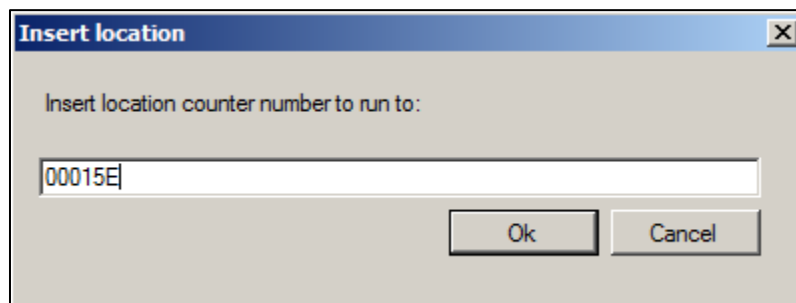 Insert location
Insert location counter number to run to:
00015E
Ok Cancel